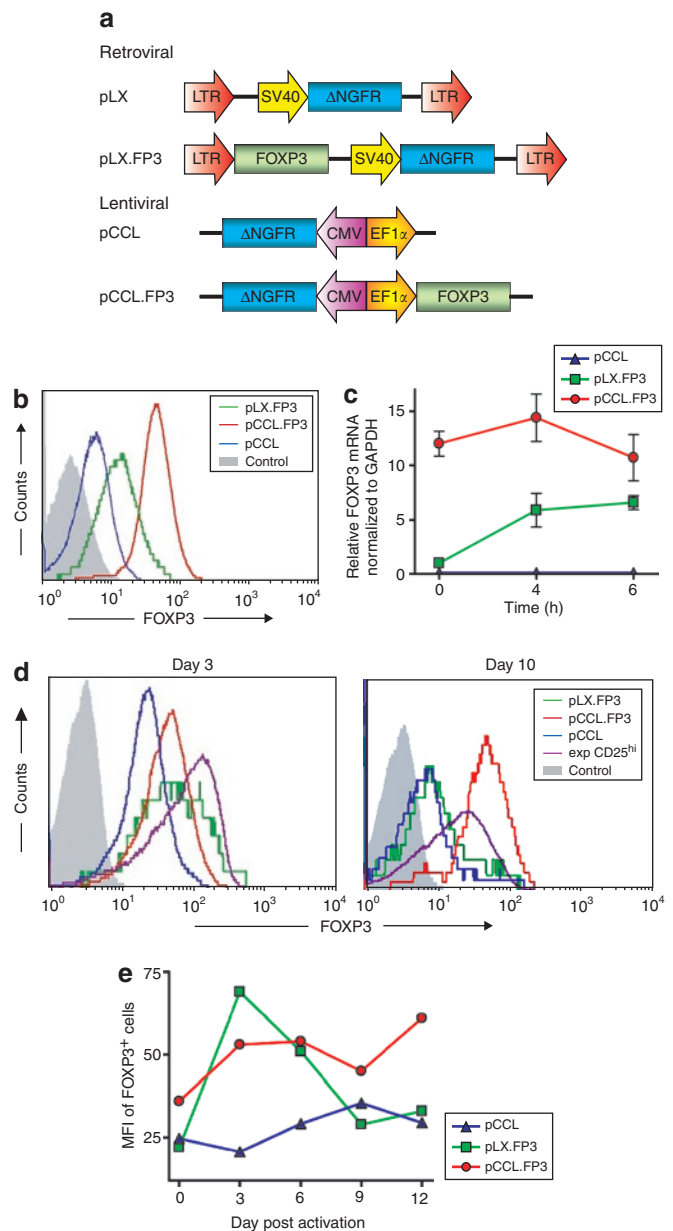 a
Retroviral
pLX
LTR SV40 ΔNGFR LTR
pLX.FP3
LTR FOXP3 SV40 ΔNGFR LTR
Lentiviral
pCCL
ΔNGFR CMV EF1α
pCCL.FP3
ΔNGFR CMV EF1α FOXP3
b
pLX.FP3
pCCL.FP3
pCCL
Control
Counts
10⁰ 10¹ 10² 10³ 10⁴
FOXP3
c
pCCL
pLX.FP3
pCCL.FP3
Relative FOXP3 mRNA
normalized to GAPDH
15
10
5
0
0 4 6
Time (h)
d
Day 3
Day 10
Counts
pLX.FP3
pCCL.FP3
pCCL
exp CD25ʰⁱ
Control
10⁰ 10¹ 10² 10³ 10⁴
10⁰ 10¹ 10² 10³ 10⁴
FOXP3
e
MFI of FOXP3⁺ cells
75
50
25
0 3 6 9 12
Day post activation
pCCL
pLX.FP3
pCCL.FP3